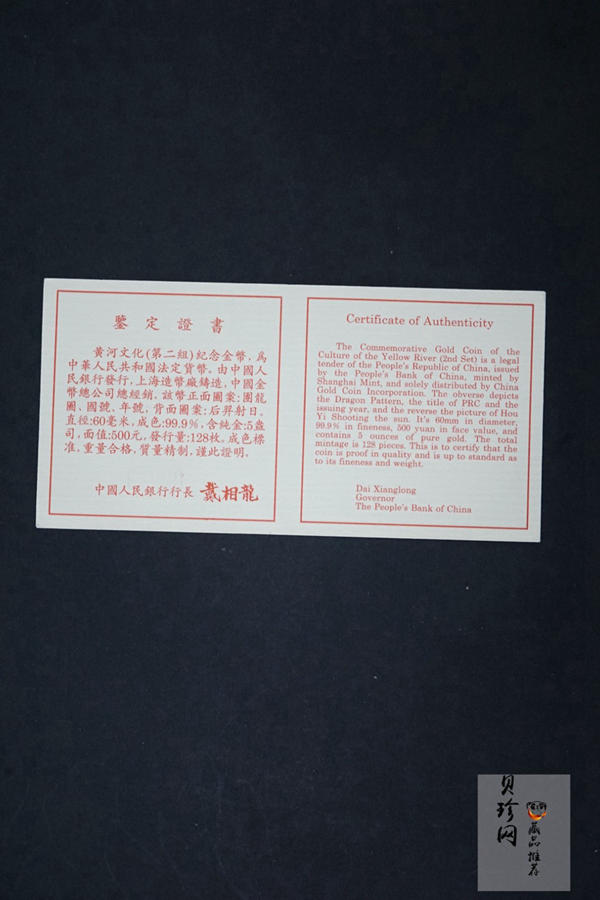 鑒定證書
黃河文化(第二組)紀念金幣,爲
中華人民共和國法定貨幣。由中國人
民銀行發行,上海造幣廠鑄造,中國金
幣總公司總經銷。該幣正面圖案:團龍
圖、國號、年號,背面圖案:后羿射日。
直徑:60毫米,成色:99.9%,含純金:5盎
司,面值:500元,發行量:128枚。成色標
准,重量合格,質量精制,謹此證明。
中國人民銀行行長 戴相龍
Certificate of Authenticity
The Commemorative Gold Coin of the
Culture of the Yellow River (2nd Set) is a legal
tender of the People's Republic of China, issued
by the People's Bank of China, minted by
Shanghai Mint, and solely distributed by China
Gold Coin Incorporation. The obverse depicts
the Dragon Pattern, the title of PRC and the
issuing year, and the reverse the picture of Hou
Yi Shooting the sun. It's 60mm in diameter,
99.9% in fineness, 500 yuan in face value, and
contains 5 ounces of pure gold. The total
mintage is 128 pieces. This is to certify that the
coin is proof in quality and is up to standard as
to its fineness and weight.
Dai Xianglong
Governor
The People's Bank of China
贝珍网
藏品推荐